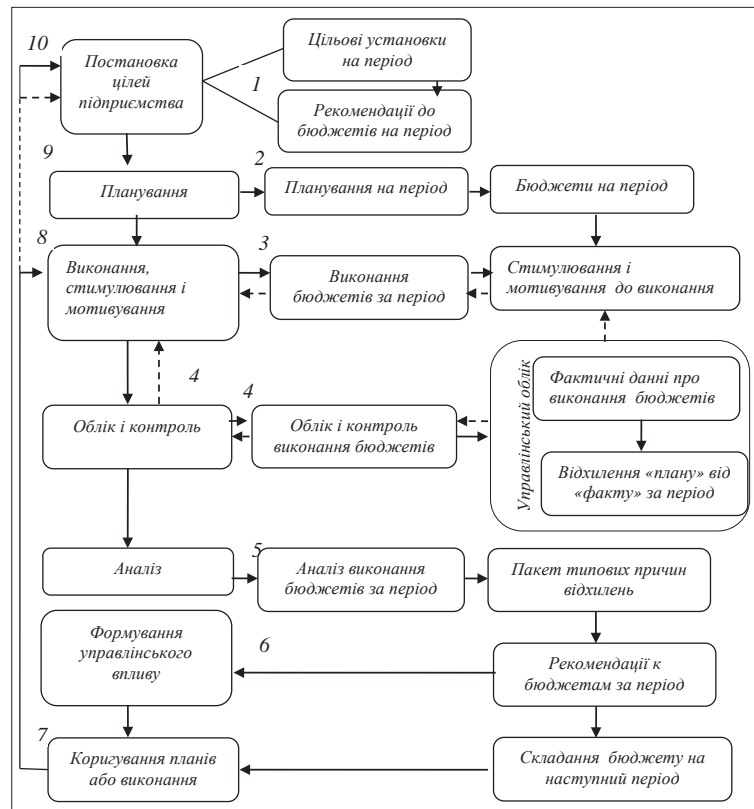 10
Постановка
цілей
підприємства
1
Цільові установки
на період
Рекомендації до
бюджетів на період
9
Планування
2
Планування на період
Бюджети на період
8
Виконання,
стимулювання і
мотивування
3
Виконання
бюджетів за період
Стимулювання і
мотивування до виконання
4
4
Облік і контроль
Облік і контроль
виконання бюджетів
Управлінський облік
Фактичні данні про
виконання бюджетів
Відхилення «плану» від
«факту» за період
Аналіз
5
Аналіз виконання
бюджетів за період
Пакет типових причин
відхилень
Формування
управлінського
впливу
6
Рекомендації к
бюджетам за період
7
Коригування планів
або виконання
Складання бюджету на
наступний період